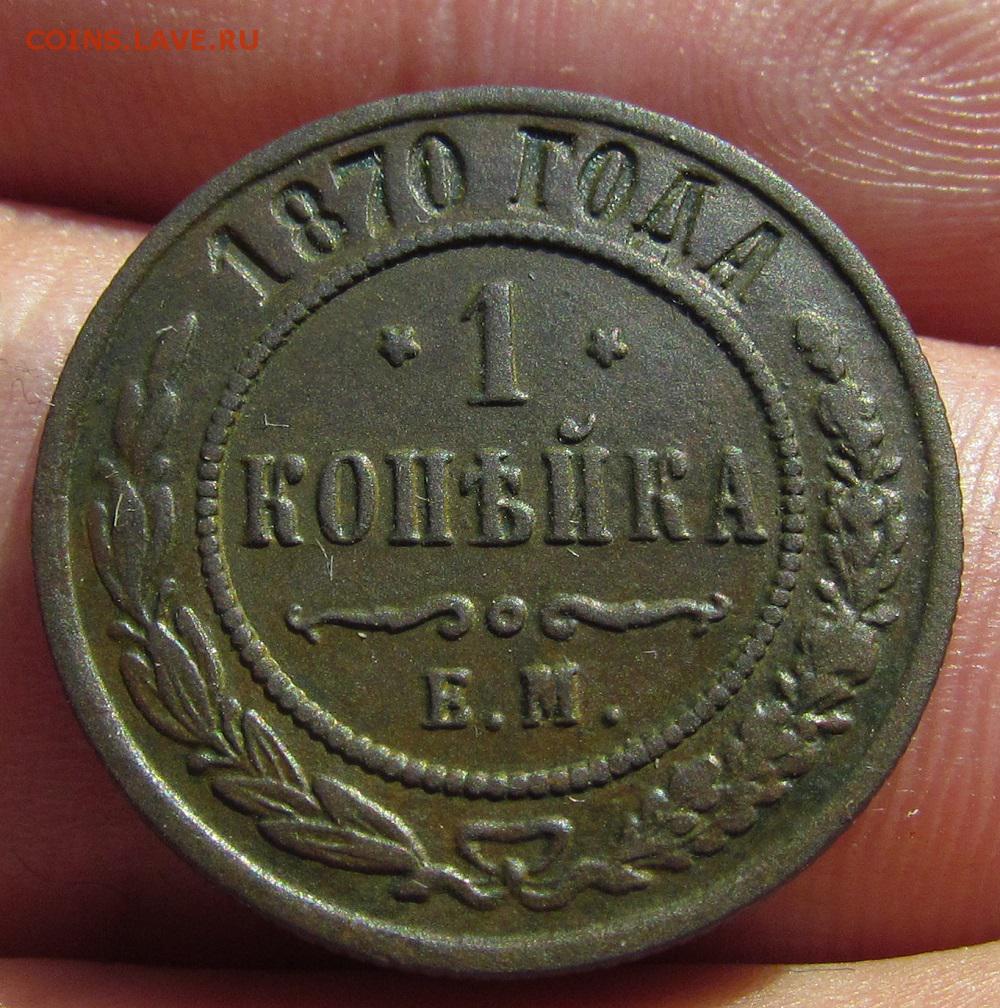 COINS.LAVE.RU
1870 ГОДА
* 1 *
КОПѢЙКА
Е.М.